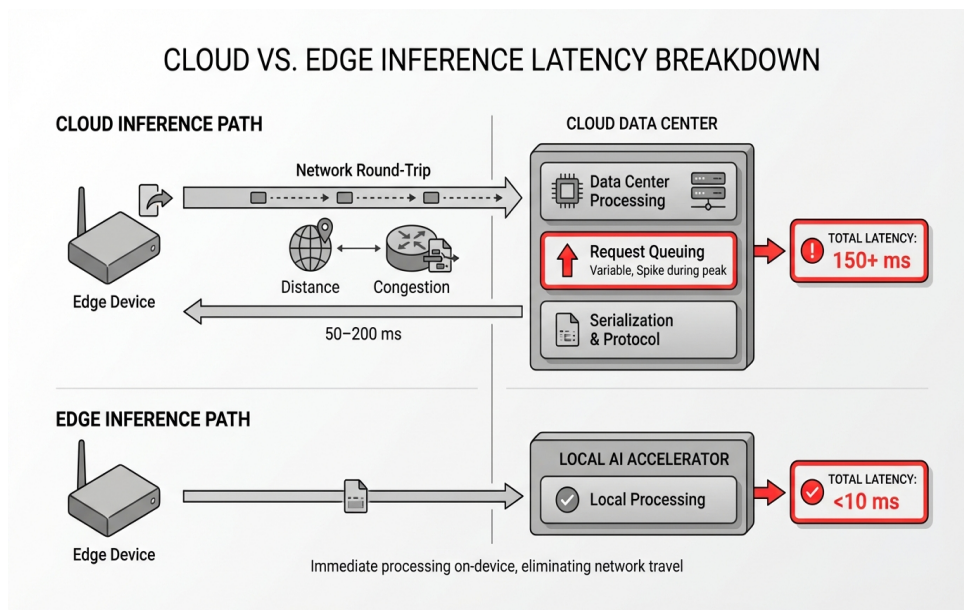 CLOUD VS. EDGE INFERENCE LATENCY BREAKDOWN
CLOUD INFERENCE PATH
Edge Device
Network Round-Trip
Distance
Congestion
50–200 ms
CLOUD DATA CENTER
Data Center
Processing
Request Queuing
Variable, Spike during peak
Serialization
& Protocol
TOTAL LATENCY:
150+ ms
EDGE INFERENCE PATH
Edge Device
LOCAL AI ACCELERATOR
Local Processing
TOTAL LATENCY:
<10 ms
Immediate processing on-device, eliminating network travel